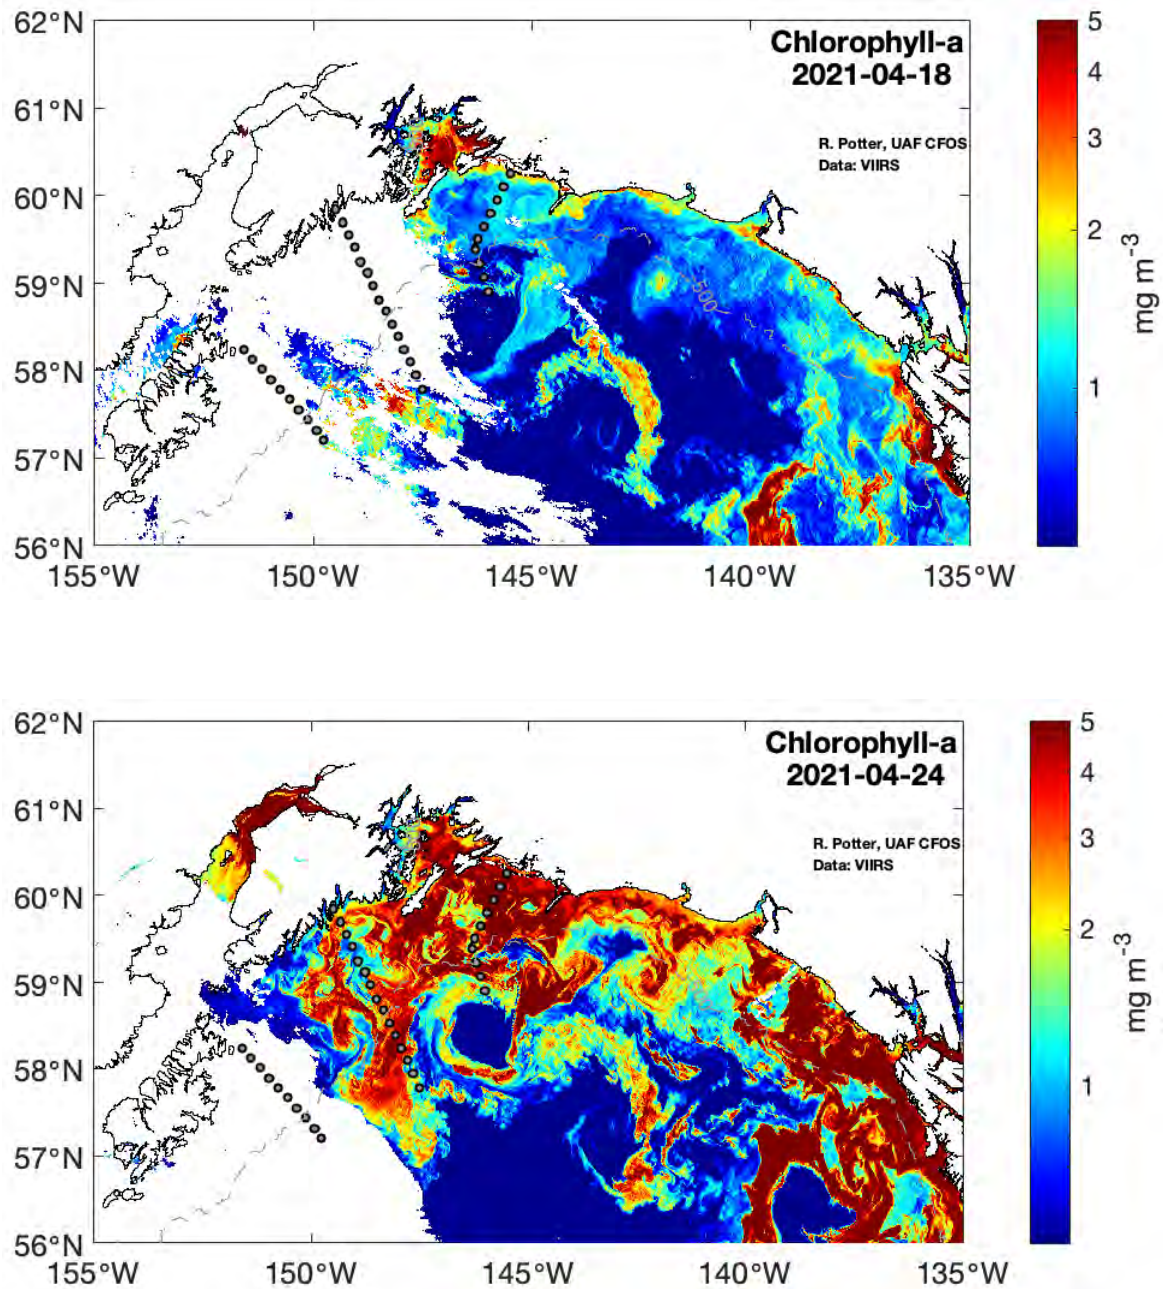 62°N
61°N
60°N
59°N
58°N
57°N
56°N
155°W
150°W
145°W
140°W
135°W
Chlorophyll-a
2021-04-18
R. Potter, UAF CFOS
Data: VIIRS
500
5
4
3
2
1
mg m-3
62°N
61°N
60°N
59°N
58°N
57°N
56°N
155°W
150°W
145°W
140°W
135°W
Chlorophyll-a
2021-04-24
R. Potter, UAF CFOS
Data: VIIRS
5
4
3
2
1
mg m-3